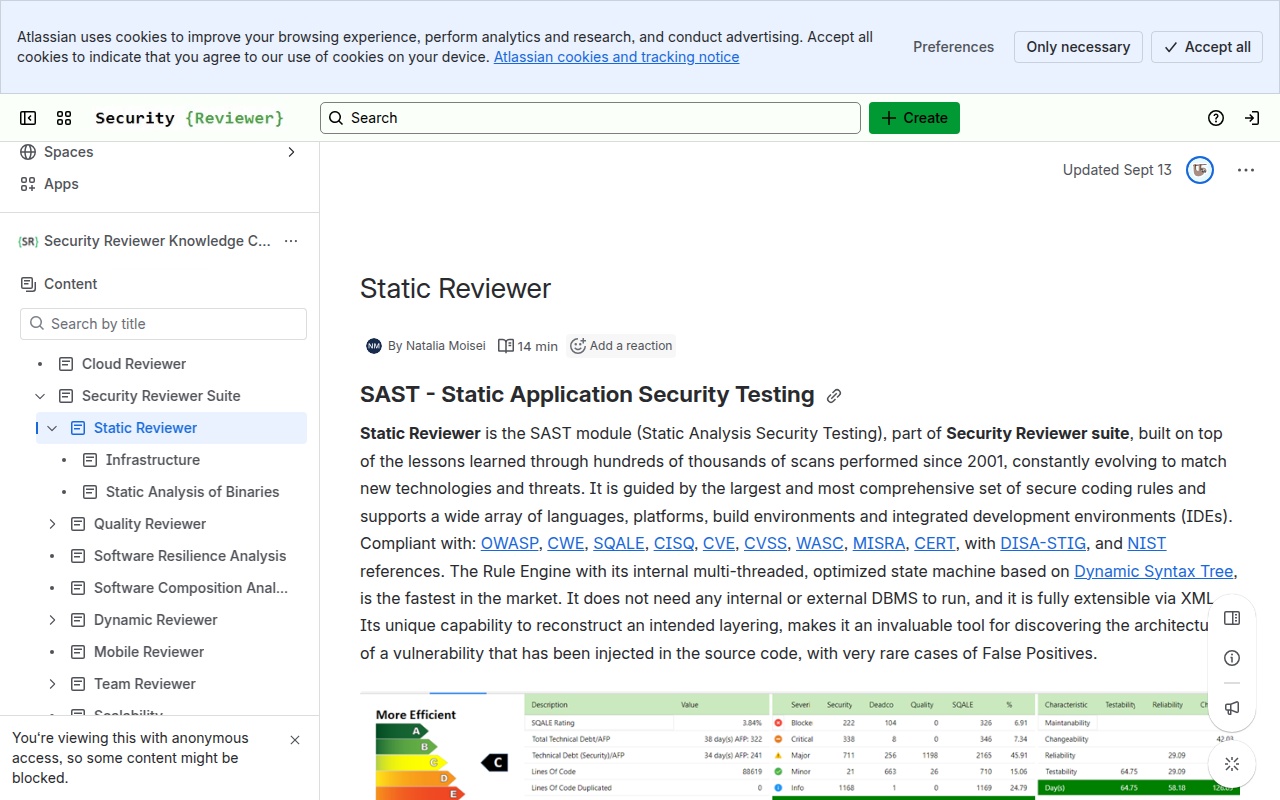 Atlassian uses cookies to improve your browsing experience, perform analytics and research, and conduct advertising. Accept all
cookies to indicate that you agree to our use of cookies on your device. Atlassian cookies and tracking notice
Preferences
Only necessary
Accept all
Security {Reviewer}
Search
Create
Spaces
Apps
{SR} Security Reviewer Knowledge C...
Content
Search by title
Cloud Reviewer
Security Reviewer Suite
Static Reviewer
Infrastructure
Static Analysis of Binaries
Quality Reviewer
Software Resilience Analysis
Software Composition Anal...
Dynamic Reviewer
Mobile Reviewer
Team Reviewer
Scalability
You're viewing this with anonymous
access, so some content might be
blocked.
Updated Sept 13
Static Reviewer
NM By Natalia Moisei 14 min Add a reaction
SAST - Static Application Security Testing
Static Reviewer is the SAST module (Static Analysis Security Testing), part of Security Reviewer suite, built on top
of the lessons learned through hundreds of thousands of scans performed since 2001, constantly evolving to match
new technologies and threats. It is guided by the largest and most comprehensive set of secure coding rules and
supports a wide array of languages, platforms, build environments and integrated development environments (IDEs).
Compliant with: OWASP, CWE, SQALE, CISQ, CVE, CVSS, WASC, MISRA, CERT, with DISA-STIG, and NIST
references. The Rule Engine with its internal multi-threaded, optimized state machine based on Dynamic Syntax Tree,
is the fastest in the market. It does not need any internal or external DBMS to run, and it is fully extensible via XML
Its unique capability to reconstruct an intended layering, makes it an invaluable tool for discovering the architectu
of a vulnerability that has been injected in the source code, with very rare cases of False Positives.
More Efficient
A
B
C
D
E
C
Description Value
SQALE Rating 3.84%
Total Technical Debt/AFP 38 day(s) AFP: 322
Technical Debt (Security)/AFP 34 day(s) AFP: 241
Lines Of Code 88619
Lines Of Code Duplicated 0
Severi Security Deadco Quality SQALE %
Blocke 222 104 0 326 6.91
Critical 338 8 0 346 7.34
Major 711 256 1198 2165 45.91
Minor 21 663 26 710 15.06
Info 1168 1 0 1169 24.79
Characteristic Testability Reliability Ch
Maintanability
Changeability
Reliability 29.09
Testability 64.75 29.09
Day(s) 64.75 58.18